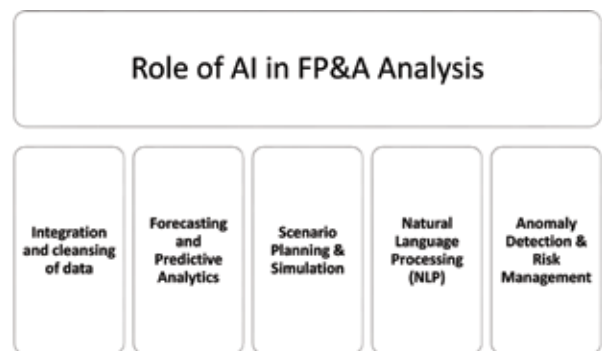 Role of AI in FP&A Analysis
Integration
and cleansing
of data
Forecasting
and
Predictive
Analytics
Scenario
Planning &
Simulation
Natural
Language
Processing
(NLP)
Anomaly
Detection &
Risk
Management